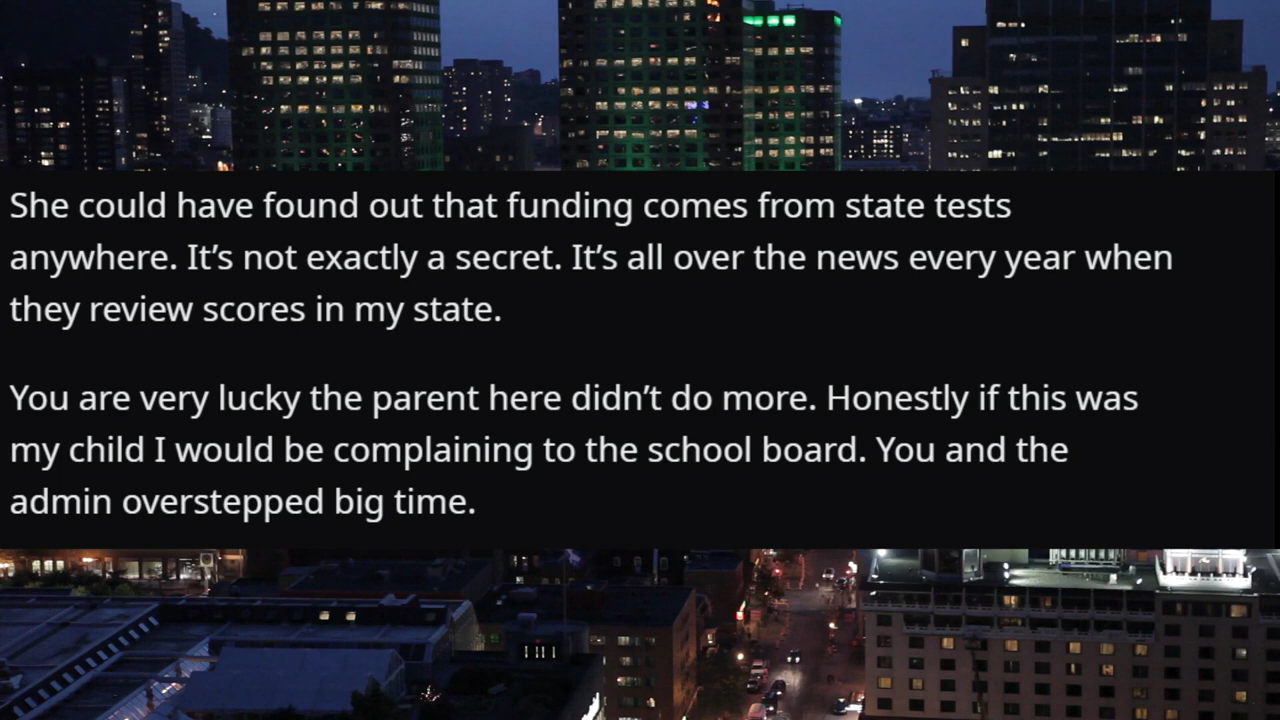 She could have found out that funding comes from state tests
anywhere. It’s not exactly a secret. It’s all over the news every year when
they review scores in my state.
You are very lucky the parent here didn’t do more. Honestly if this was
my child I would be complaining to the school board. You and the
admin overstepped big time.